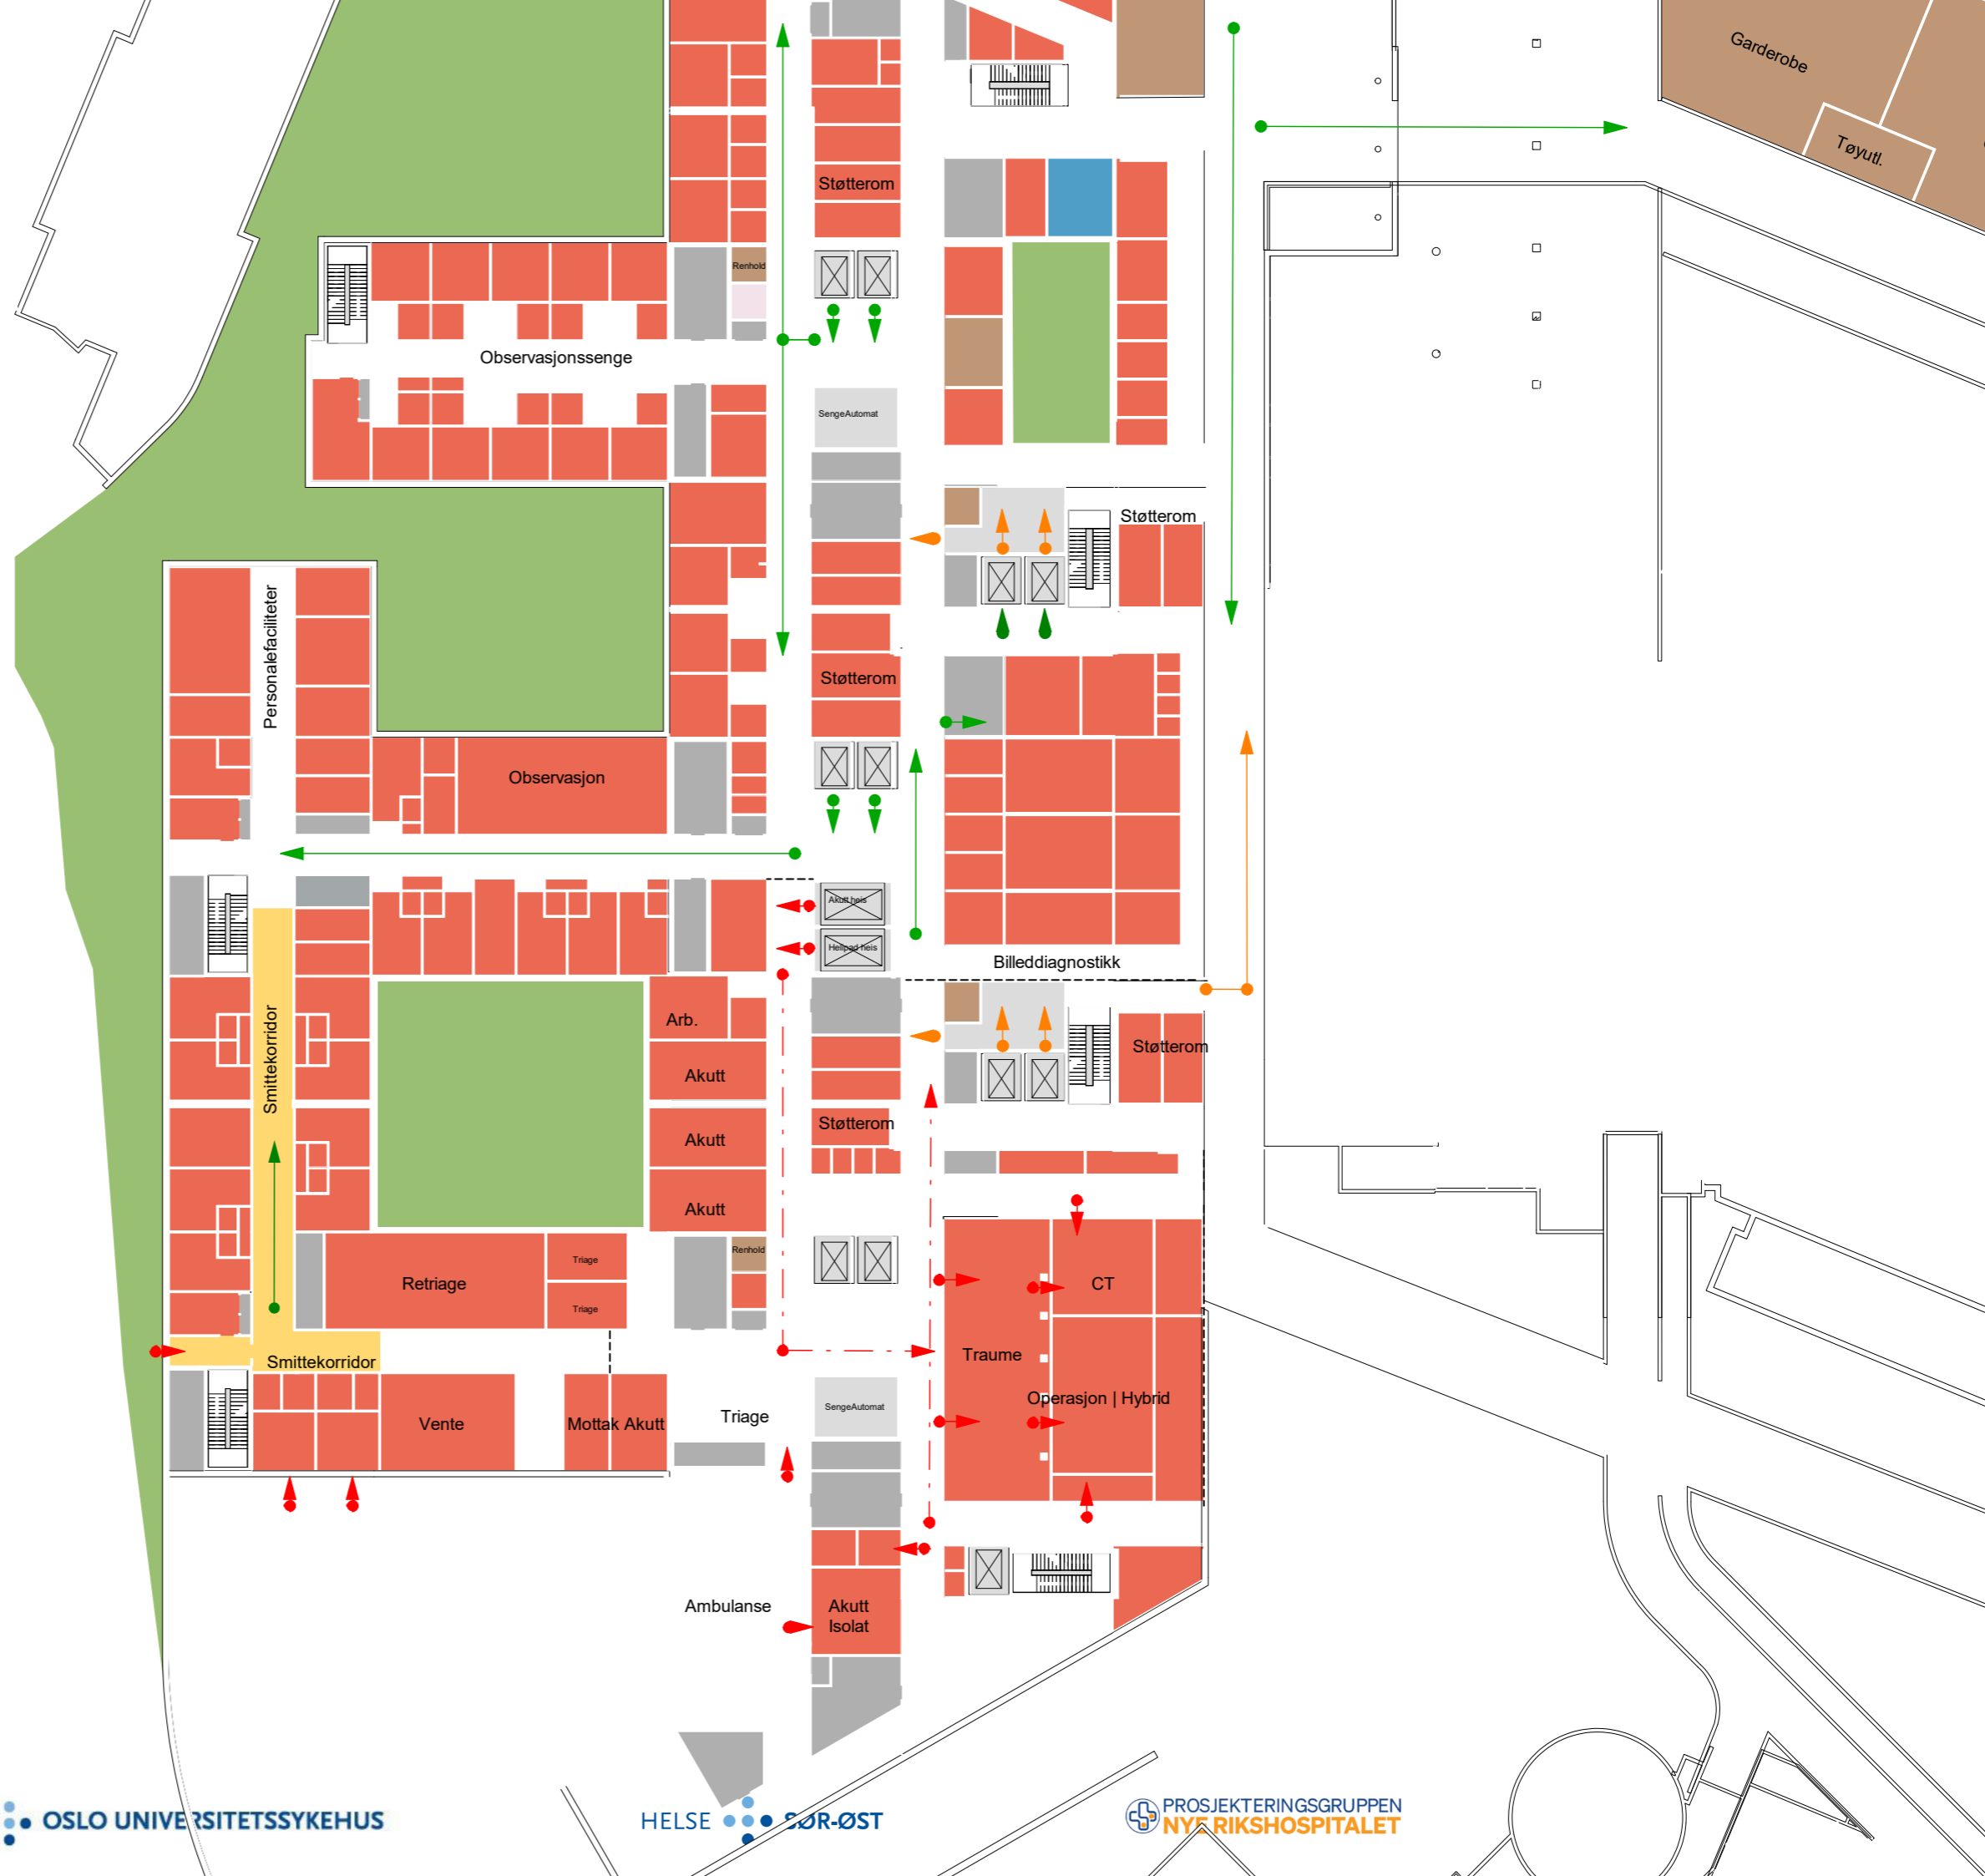 Garderobe
Tøyutl.
Støtterom
Renhold
Observasjonssenge
SengeAutomat
Støtterom
Personalefaciliteter
Støtterom
Observasjon
Akutt heis
Helipad heis
Billeddiagnostikk
Arb.
Smittekorridor
Støtterom
Akutt
Støtterom
Akutt
Akutt
Renhold
Triage
Retriage
CT
Triage
Traume
Smittekorridor
Operasjon | Hybrid
SengeAutomat
Vente
Mottak Akutt
Triage
Ambulanse
Akutt
Isolat
OSLO UNIVERSITETSSYKEHUS
HELSE SØR-ØST
PROSJEKTERINGSGRUPPEN
NYE RIKSHOSPITALET